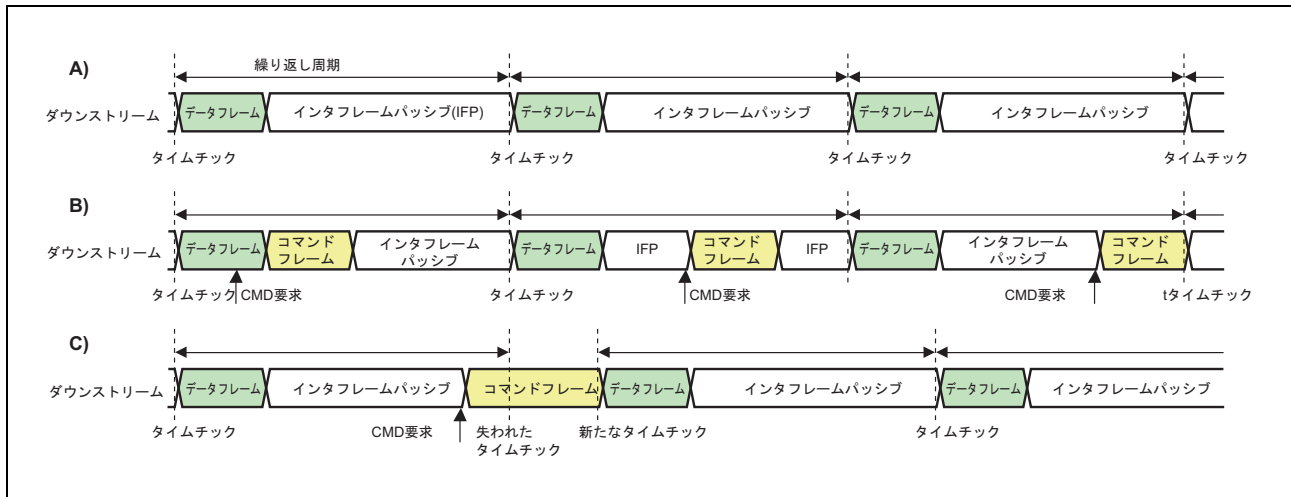 A)
繰り返し周期
ダウンストリーム
データフレーム
インタフレームパッシブ(IFP)
データフレーム
インタフレームパッシブ
データフレーム
インタフレームパッシブ
タイムチック
タイムチック
タイムチック
タイムチック
B)
ダウンストリーム
データフレーム
コマンド
フレーム
インタフレーム
パッシブ
データフレーム
IFP
コマンド
フレーム
IFP
データフレーム
インタフレーム
パッシブ
コマンド
フレーム
タイムチック
CMD要求
タイムチック
CMD要求
CMD要求
tタイムチック
C)
ダウンストリーム
データフレーム
インタフレームパッシブ
コマンドフレーム
データフレーム
インタフレームパッシブ
データフレーム
インタフレームパッシブ
タイムチック
CMD要求
失われた
タイムチック
新たなタイムチック
タイムチック